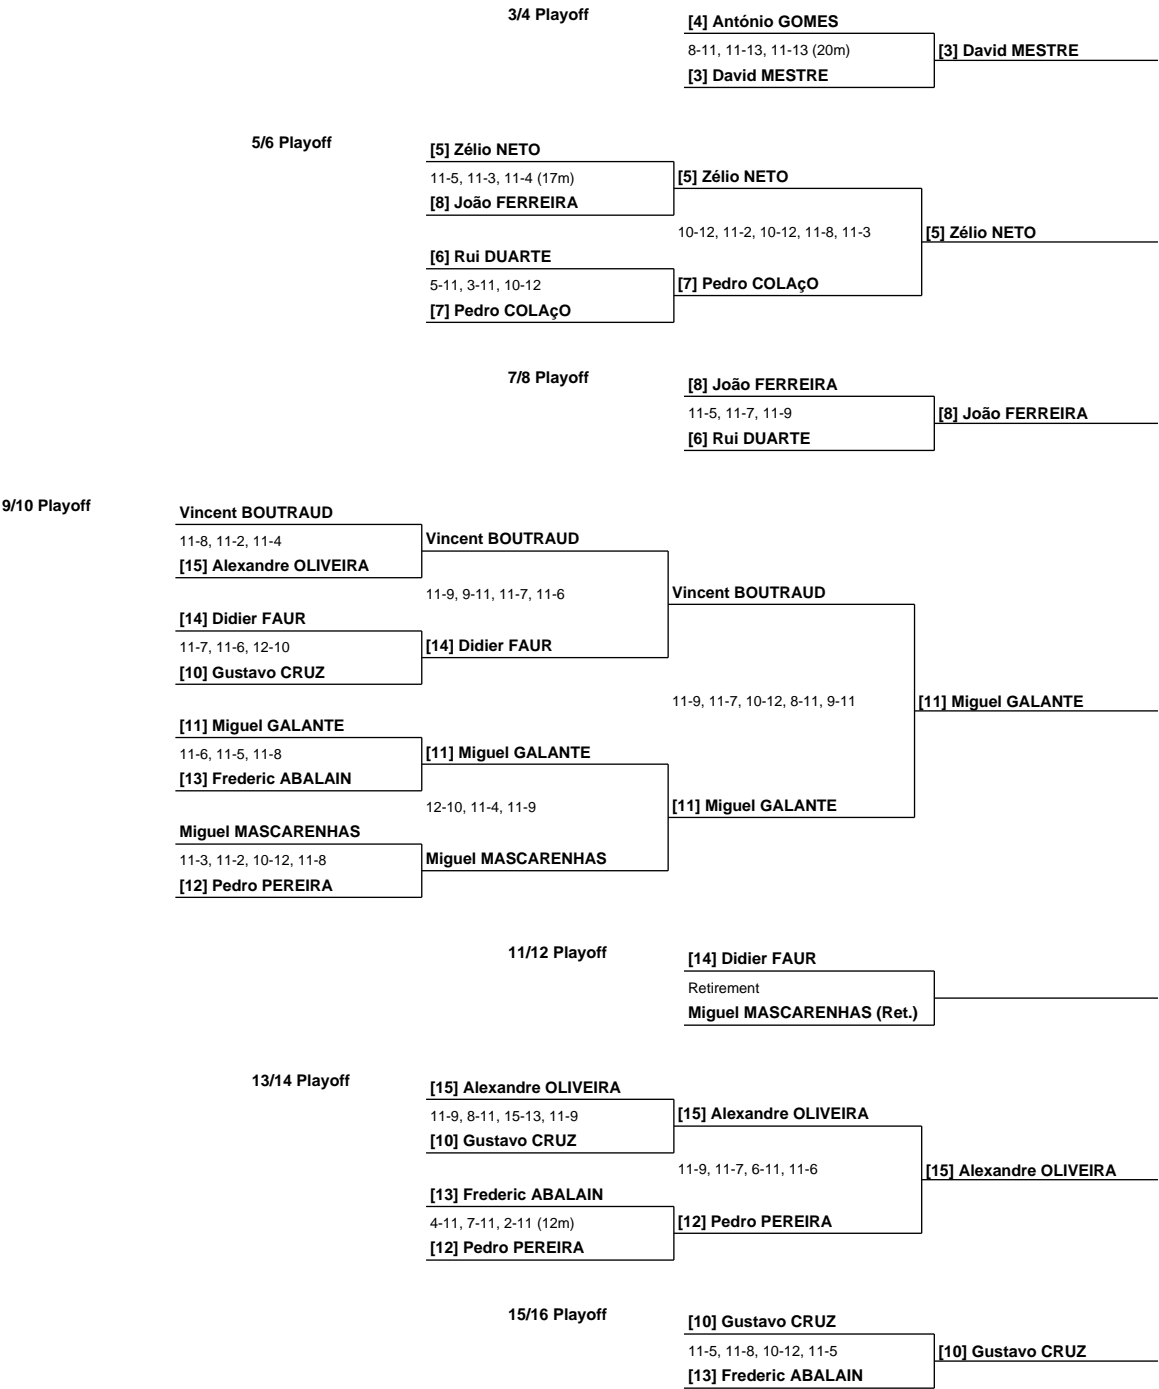 3/4 Playoff
[4] António GOMES
8-11, 11-13, 11-13 (20m)
[3] David MESTRE
[3] David MESTRE
5/6 Playoff
[5] Zélio NETO
11-5, 11-3, 11-4 (17m)
[5] Zélio NETO
[8] João FERREIRA
10-12, 11-2, 10-12, 11-8, 11-3
[5] Zélio NETO
[6] Rui DUARTE
5-11, 3-11, 10-12
[7] Pedro COLAçO
[7] Pedro COLAçO
7/8 Playoff
[8] João FERREIRA
11-5, 11-7, 11-9
[8] João FERREIRA
[6] Rui DUARTE
9/10 Playoff
Vincent BOUTRAUD
11-8, 11-2, 11-4
Vincent BOUTRAUD
[15] Alexandre OLIVEIRA
11-9, 9-11, 11-7, 11-6
Vincent BOUTRAUD
[14] Didier FAUR
11-7, 11-6, 12-10
[14] Didier FAUR
[10] Gustavo CRUZ
11-9, 11-7, 10-12, 8-11, 9-11
[11] Miguel GALANTE
[11] Miguel GALANTE
11-6, 11-5, 11-8
[11] Miguel GALANTE
[13] Frederic ABALAIN
12-10, 11-4, 11-9
[11] Miguel GALANTE
Miguel MASCARENHAS
11-3, 11-2, 10-12, 11-8
Miguel MASCARENHAS
[12] Pedro PEREIRA
11/12 Playoff
[14] Didier FAUR
Retirement
Miguel MASCARENHAS (Ret.)
13/14 Playoff
[15] Alexandre OLIVEIRA
11-9, 8-11, 15-13, 11-9
[15] Alexandre OLIVEIRA
[10] Gustavo CRUZ
11-9, 11-7, 6-11, 11-6
[15] Alexandre OLIVEIRA
[13] Frederic ABALAIN
4-11, 7-11, 2-11 (12m)
[12] Pedro PEREIRA
[12] Pedro PEREIRA
15/16 Playoff
[10] Gustavo CRUZ
11-5, 11-8, 10-12, 11-5
[10] Gustavo CRUZ
[13] Frederic ABALAIN